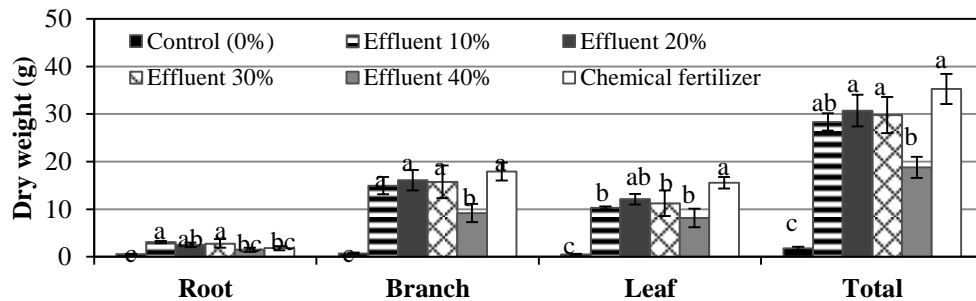 50
40
30
20
10
0
Dry weight (g)
Control (0%) Effluent 10% Effluent 20%
Effluent 30% Effluent 40% Chemical fertilizer
c a ab a bc bc
c a a a b a
c b ab b b a
c ab a a b a
Root Branch Leaf Total